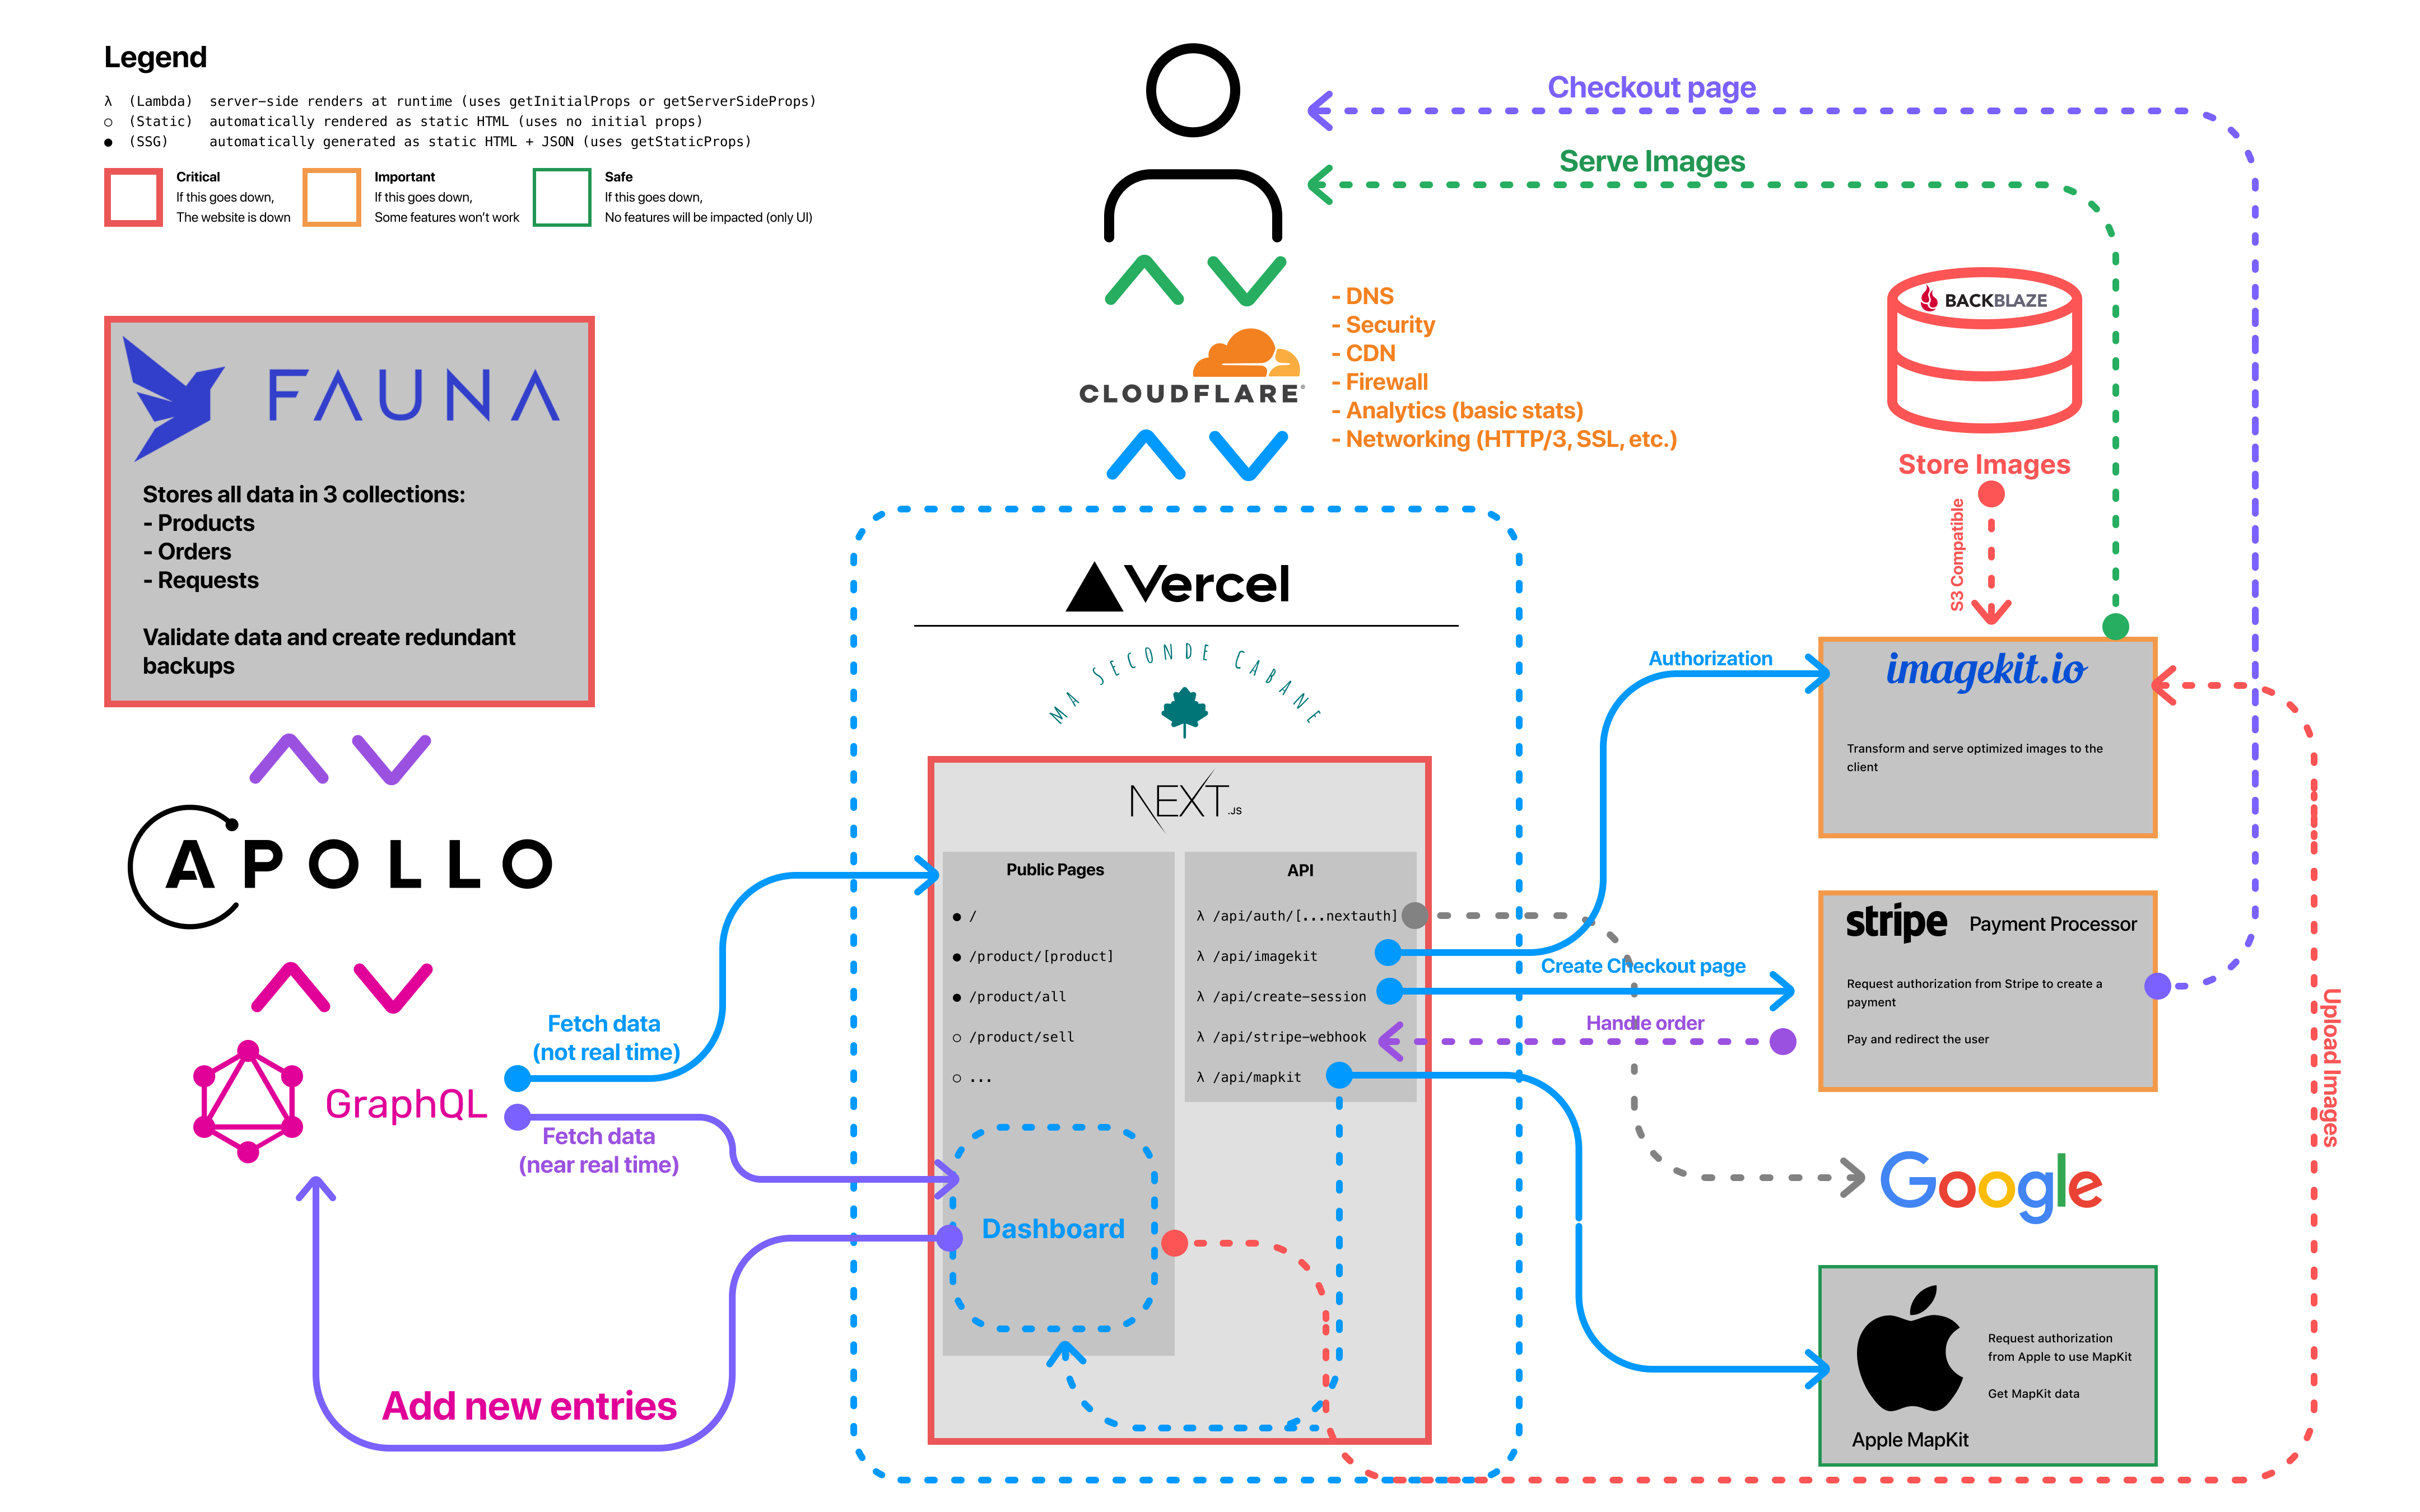 Legend
λ (Lambda) server-side renders at runtime (uses getInitialProps or getServerSideProps)
○ (Static) automatically rendered as static HTML (uses no initial props)
● (SSG) automatically generated as static HTML + JSON (uses getStaticProps)
Critical
If this goes down,
The website is down
Important
If this goes down,
Some features won't work
Safe
If this goes down,
No features will be impacted (only UI)
FAUNA
Stores all data in 3 collections:
- Products
- Orders
- Requests
Validate data and create redundant
backups
APOLLO
GraphQL
Fetch data
(not real time)
Fetch data
(near real time)
Add new entries
CLOUDFLARE
- DNS
- Security
- CDN
- Firewall
- Analytics (basic stats)
- Networking (HTTP/3, SSL, etc.)
Vercel
MA SECONDE CABANE
NEXT.JS
Public Pages
● /
● /product/[product]
● /product/all
○ /product/sell
○ ...
Dashboard
API
λ /api/auth/[...nextauth]
λ /api/imagekit
λ /api/create-session
λ /api/stripe-webhook
λ /api/mapkit
Checkout page
Serve Images
BACKBLAZE
Store Images
S3 Compatible
Authorization
imagekit.io
Transform and serve optimized images to the
client
Create Checkout page
Handle order
stripe Payment Processor
Request authorization from Stripe to create a
payment
Pay and redirect the user
Upload Images
Google
Request authorization
from Apple to use MapKit
Get MapKit data
Apple MapKit